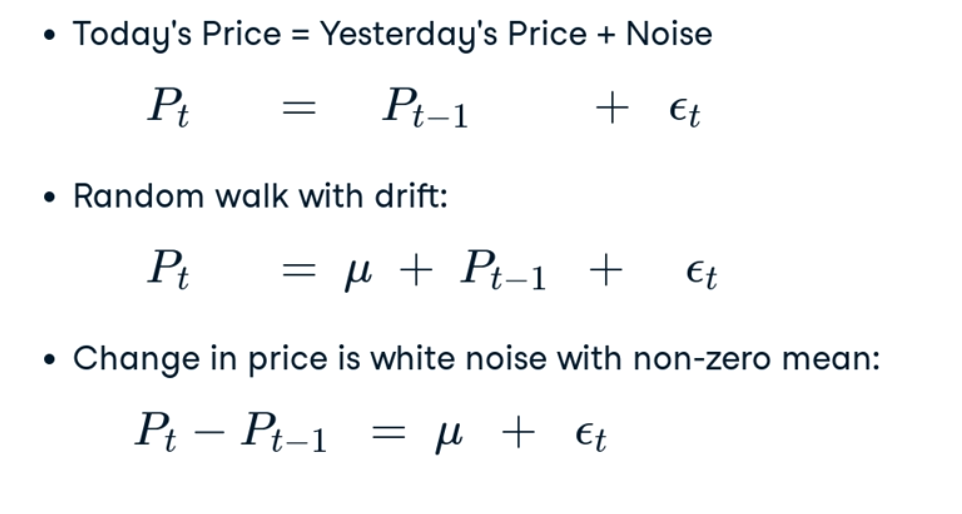 • Today's Price = Yesterday's Price + Noise
Pₜ = Pₜ₋₁ + ϵₜ
• Random walk with drift:
Pₜ = μ + Pₜ₋₁ + ϵₜ
• Change in price is white noise with non-zero mean:
Pₜ − Pₜ₋₁ = μ + ϵₜ